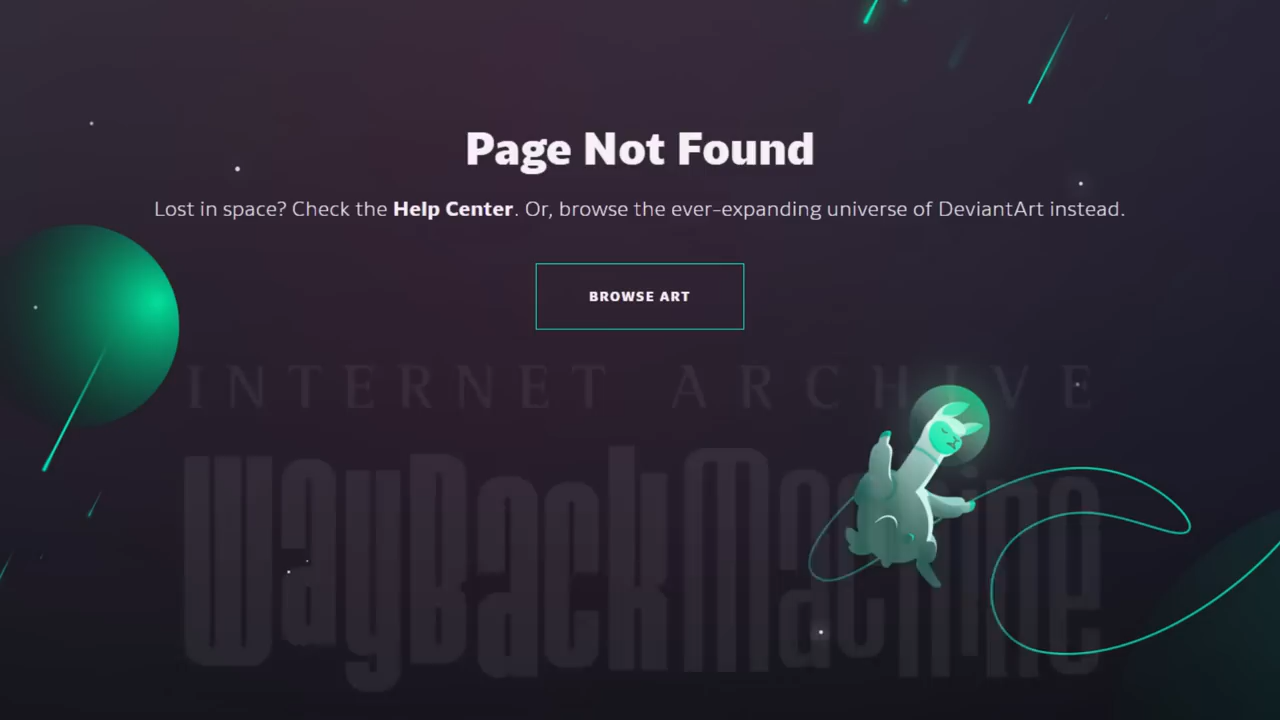 Page Not Found
Lost in space? Check the Help Center. Or, browse the ever-expanding universe of DeviantArt instead.
BROWSE ART
INTERNET ARCHIVE
WayBackMachine